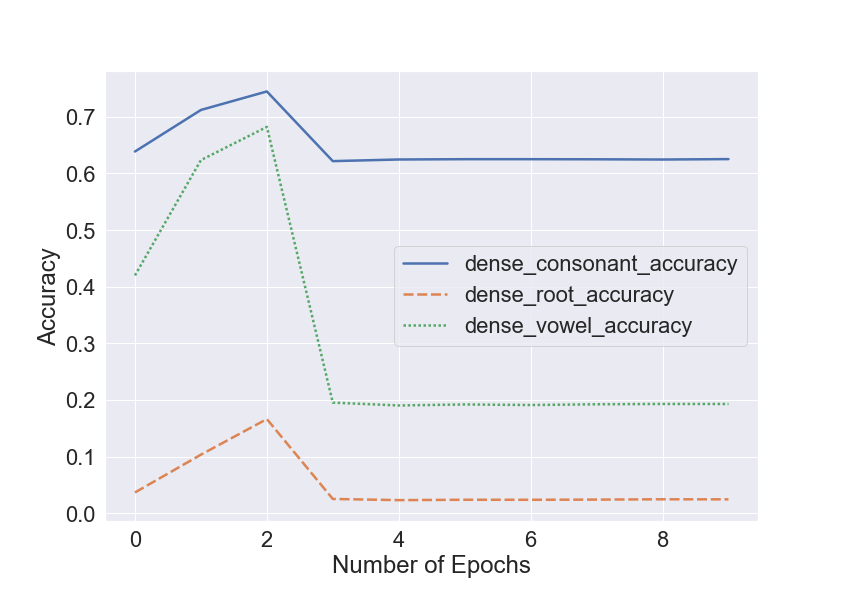 0.7
0.6
0.5
0.4
0.3
0.2
0.1
0.0
Accuracy
dense_consonant_accuracy
dense_root_accuracy
dense_vowel_accuracy
0 2 4 6 8
Number of Epochs